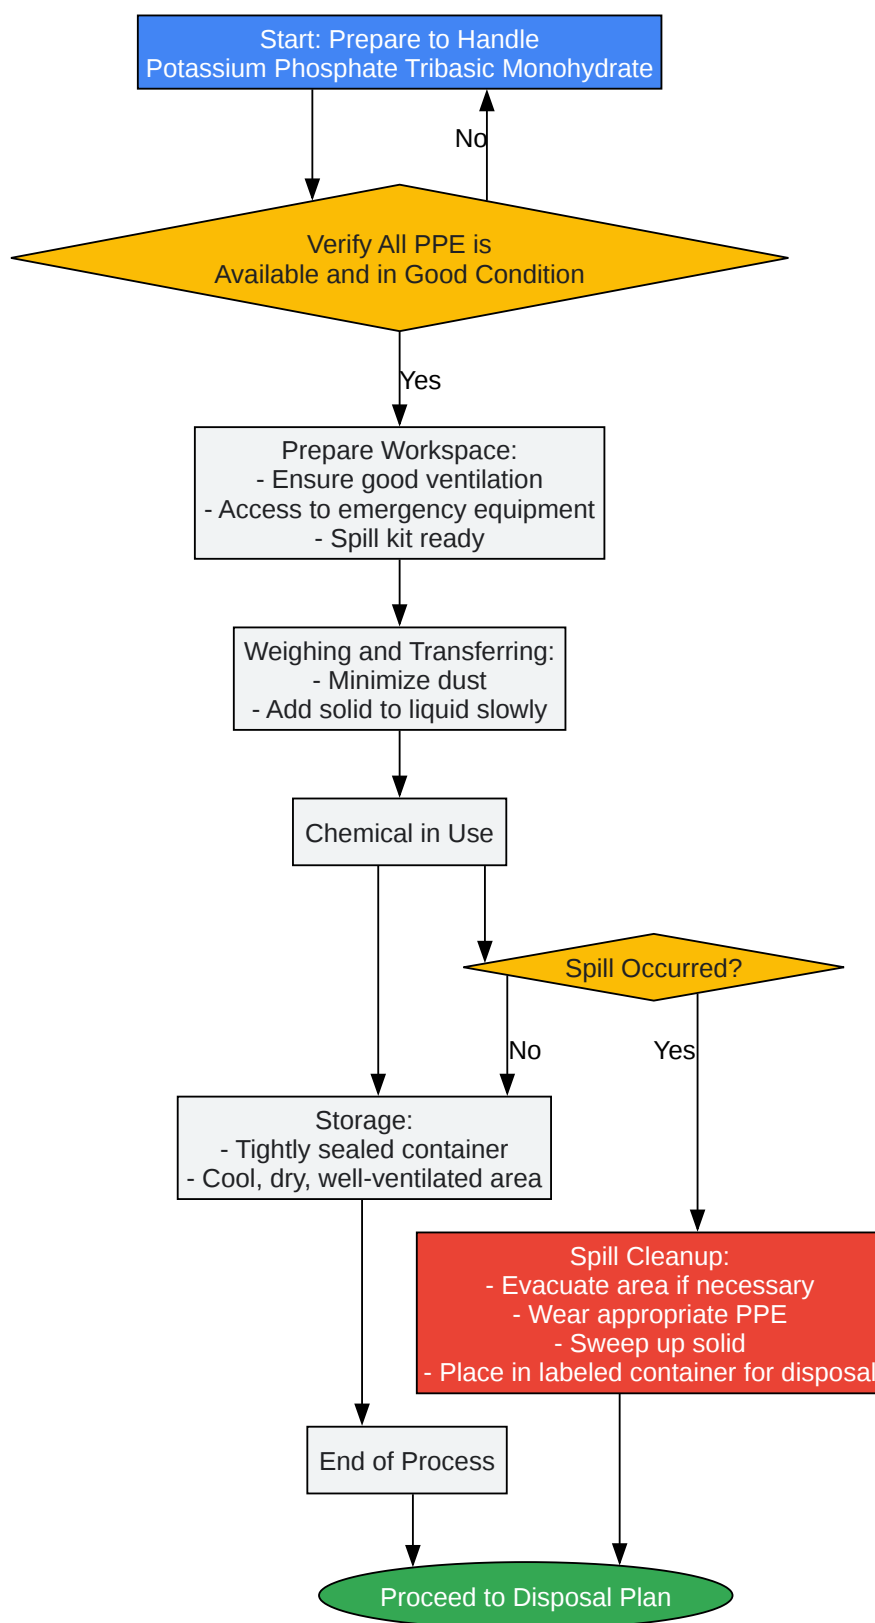 Start: Prepare to Handle
Potassium Phosphate Tribasic Monohydrate
No
Verify All PPE is
Available and in Good Condition
Yes
Prepare Workspace:
- Ensure good ventilation
- Access to emergency equipment
- Spill kit ready
Weighing and Transferring:
- Minimize dust
- Add solid to liquid slowly
Chemical in Use
Spill Occurred?
No
Yes
Storage:
- Tightly sealed container
- Cool, dry, well-ventilated area
Spill Cleanup:
- Evacuate area if necessary
- Wear appropriate PPE
- Sweep up solid
- Place in labeled container for disposal
End of Process
Proceed to Disposal Plan